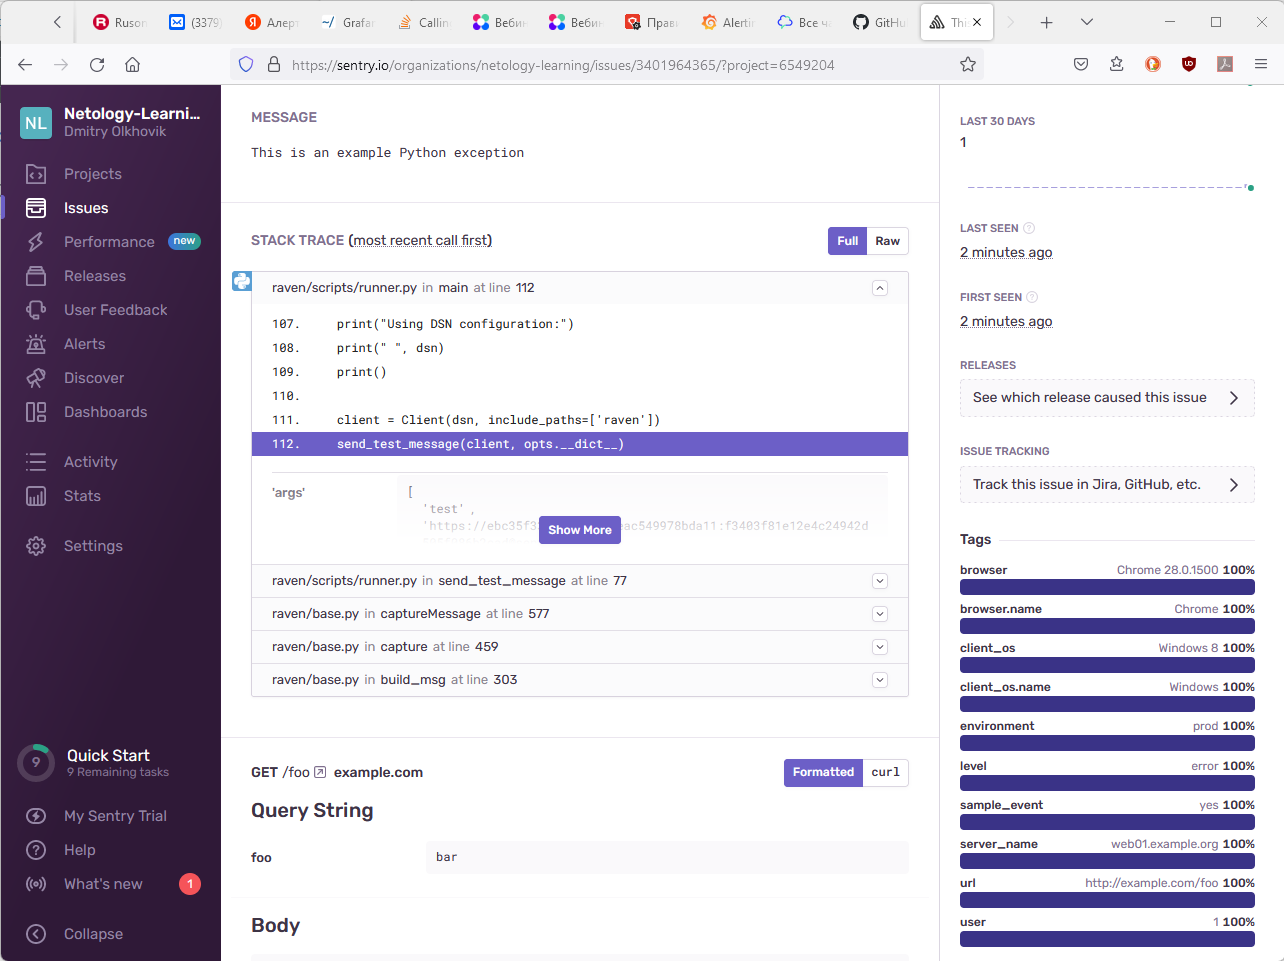 Ruson
(3379)
Алерт
Grafan
Callin
Вебин
Вебин
Прави
Alertin
Все ча
GitHub
This
https://sentry.io/organizations/netology-learning/issues/3401964365/?project=6549204
NL
Netology-Learni...
Dmitry Olkhovik
Projects
Issues
Performance new
Releases
User Feedback
Alerts
Discover
Dashboards
Activity
Stats
Settings
9
Quick Start
9 Remaining tasks
My Sentry Trial
Help
What's new 1
Collapse
MESSAGE
This is an example Python exception
STACK TRACE (most recent call first)
Full Raw
raven/scripts/runner.py in main at line 112
107. print("Using DSN configuration:")
108. print(" ", dsn)
109. print()
110.
111. client = Client(dsn, include_paths=['raven'])
112. send_test_message(client, opts.__dict__)
'args' [
'test',
Show More
raven/scripts/runner.py in send_test_message at line 77
raven/base.py in captureMessage at line 577
raven/base.py in capture at line 459
raven/base.py in build_msg at line 303
GET /foo example.com
Formatted curl
Query String
foo bar
Body
LAST 30 DAYS
1
LAST SEEN ?
2 minutes ago
FIRST SEEN ?
2 minutes ago
RELEASES
See which release caused this issue
ISSUE TRACKING
Track this issue in Jira, GitHub, etc.
Tags
browser Chrome 28.0.1500 100%
browser.name Chrome 100%
client_os Windows 8 100%
client_os.name Windows 100%
environment prod 100%
level error 100%
sample_event yes 100%
server_name web01.example.org 100%
url http://example.com/foo 100%
user 1 100%